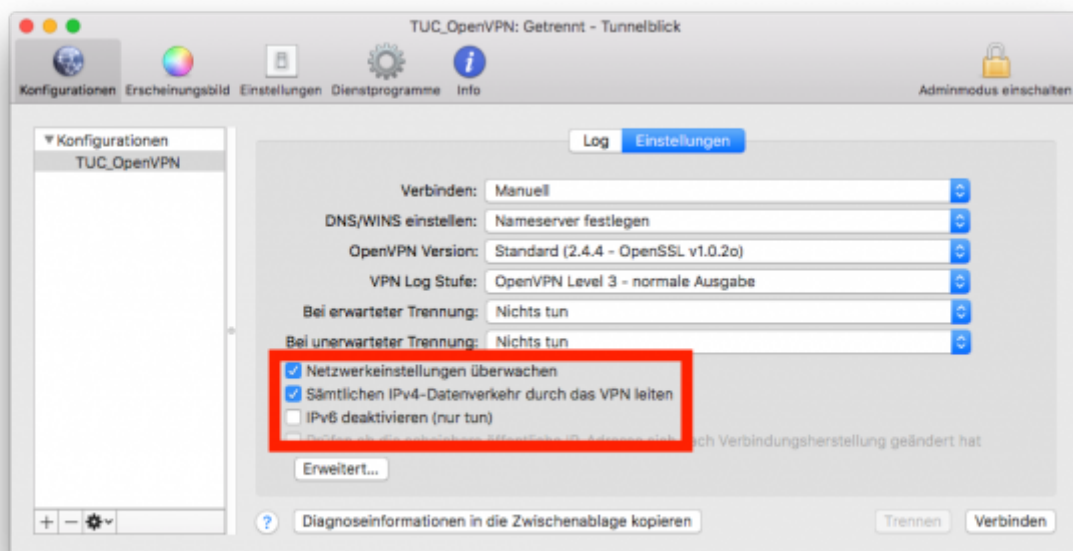 TUC_OpenVPN: Getrennt - Tunnelblick
Konfigurationen Erscheinungsbild Einstellungen Dienstprogramme Info Adminmodus einschalten
Konfigurationen
TUC_OpenVPN
Log Einstellungen
Verbinden: Manuell
DNS/WINS einstellen: Nameserver festlegen
OpenVPN Version: Standard (2.4.4 - OpenSSL v1.0.2o)
VPN Log Stufe: OpenVPN Level 3 - normale Ausgabe
Bei erwarteter Trennung: Nichts tun
Bei unerwarteter Trennung: Nichts tun
Netzwerkeinstellungen überwachen
Sämtlichen IPv4-Datenverkehr durch das VPN leiten
IPv6 deaktivieren (nur tun)
Verbindungsherstellung geändert hat
Erweitert...
? Diagnoseinformationen in die Zwischenablage kopieren Trennen Verbinden